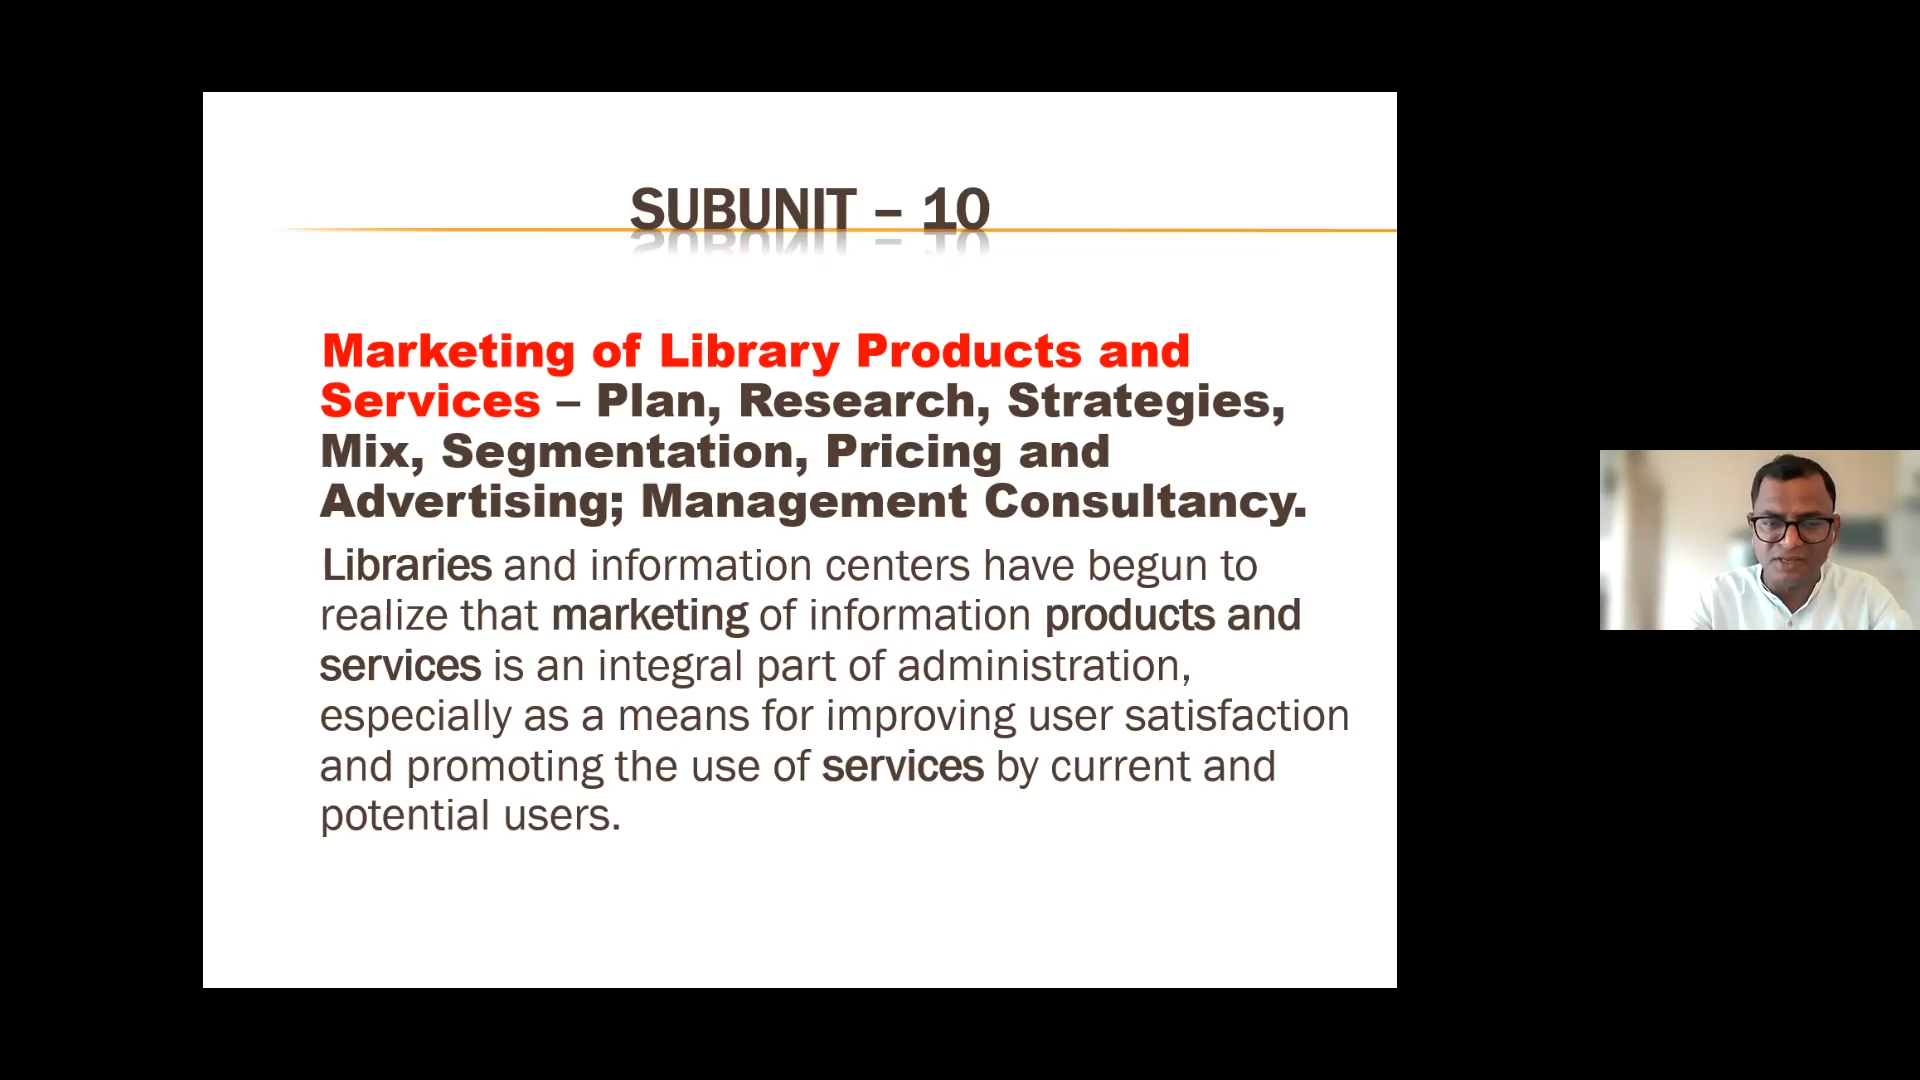 SUBUNIT – 10
Marketing of Library Products and
Services – Plan, Research, Strategies,
Mix, Segmentation, Pricing and
Advertising; Management Consultancy.
Libraries and information centers have begun to
realize that marketing of information products and
services is an integral part of administration,
especially as a means for improving user satisfaction
and promoting the use of services by current and
potential users.